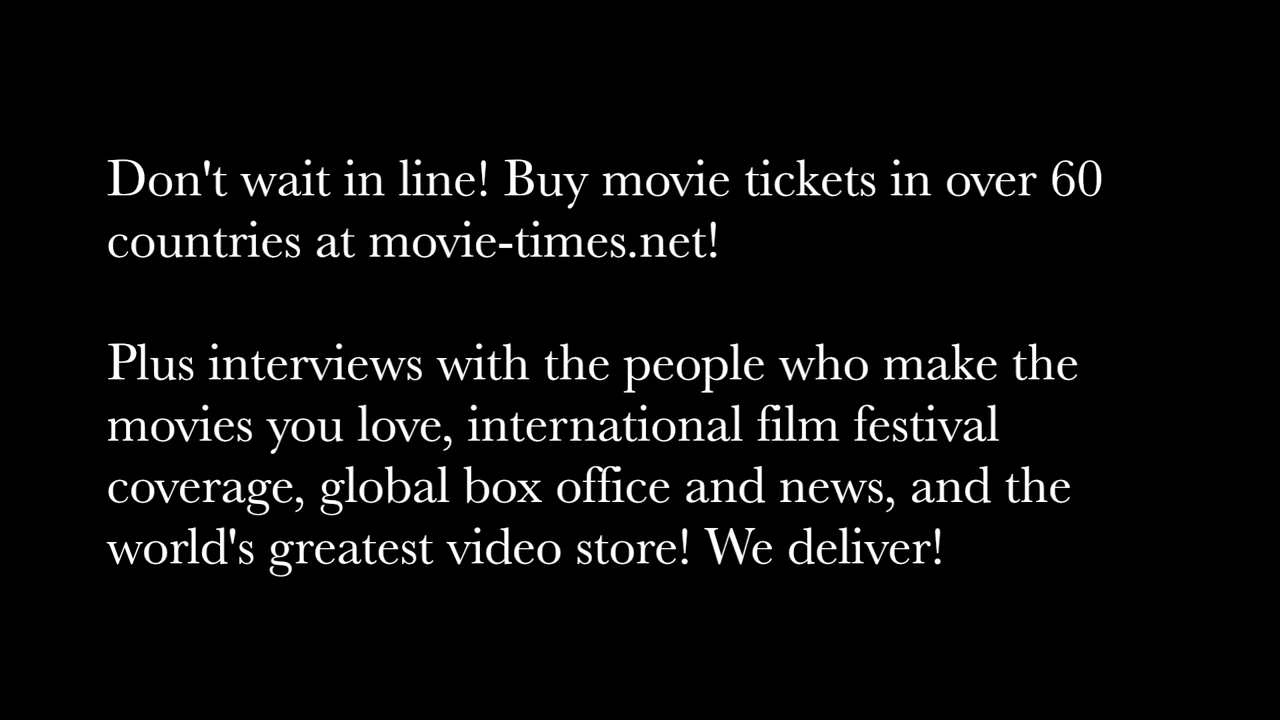 Don't wait in line! Buy movie tickets in over 60
countries at movie-times.net!
Plus interviews with the people who make the
movies you love, international film festival
coverage, global box office and news, and the
world's greatest video store! We deliver!